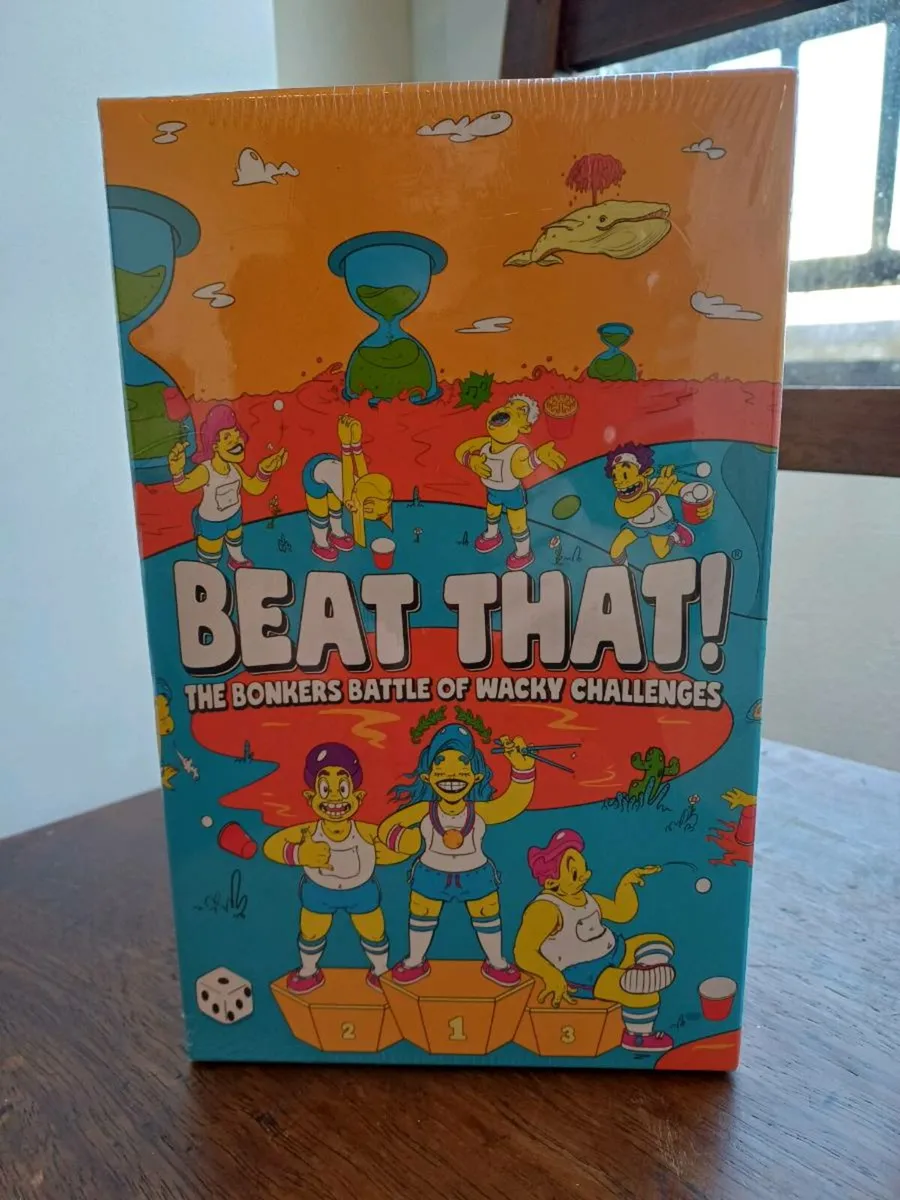 BEAT THAT!®
THE BONKERS BATTLE OF WACKY CHALLENGES
2 1 3